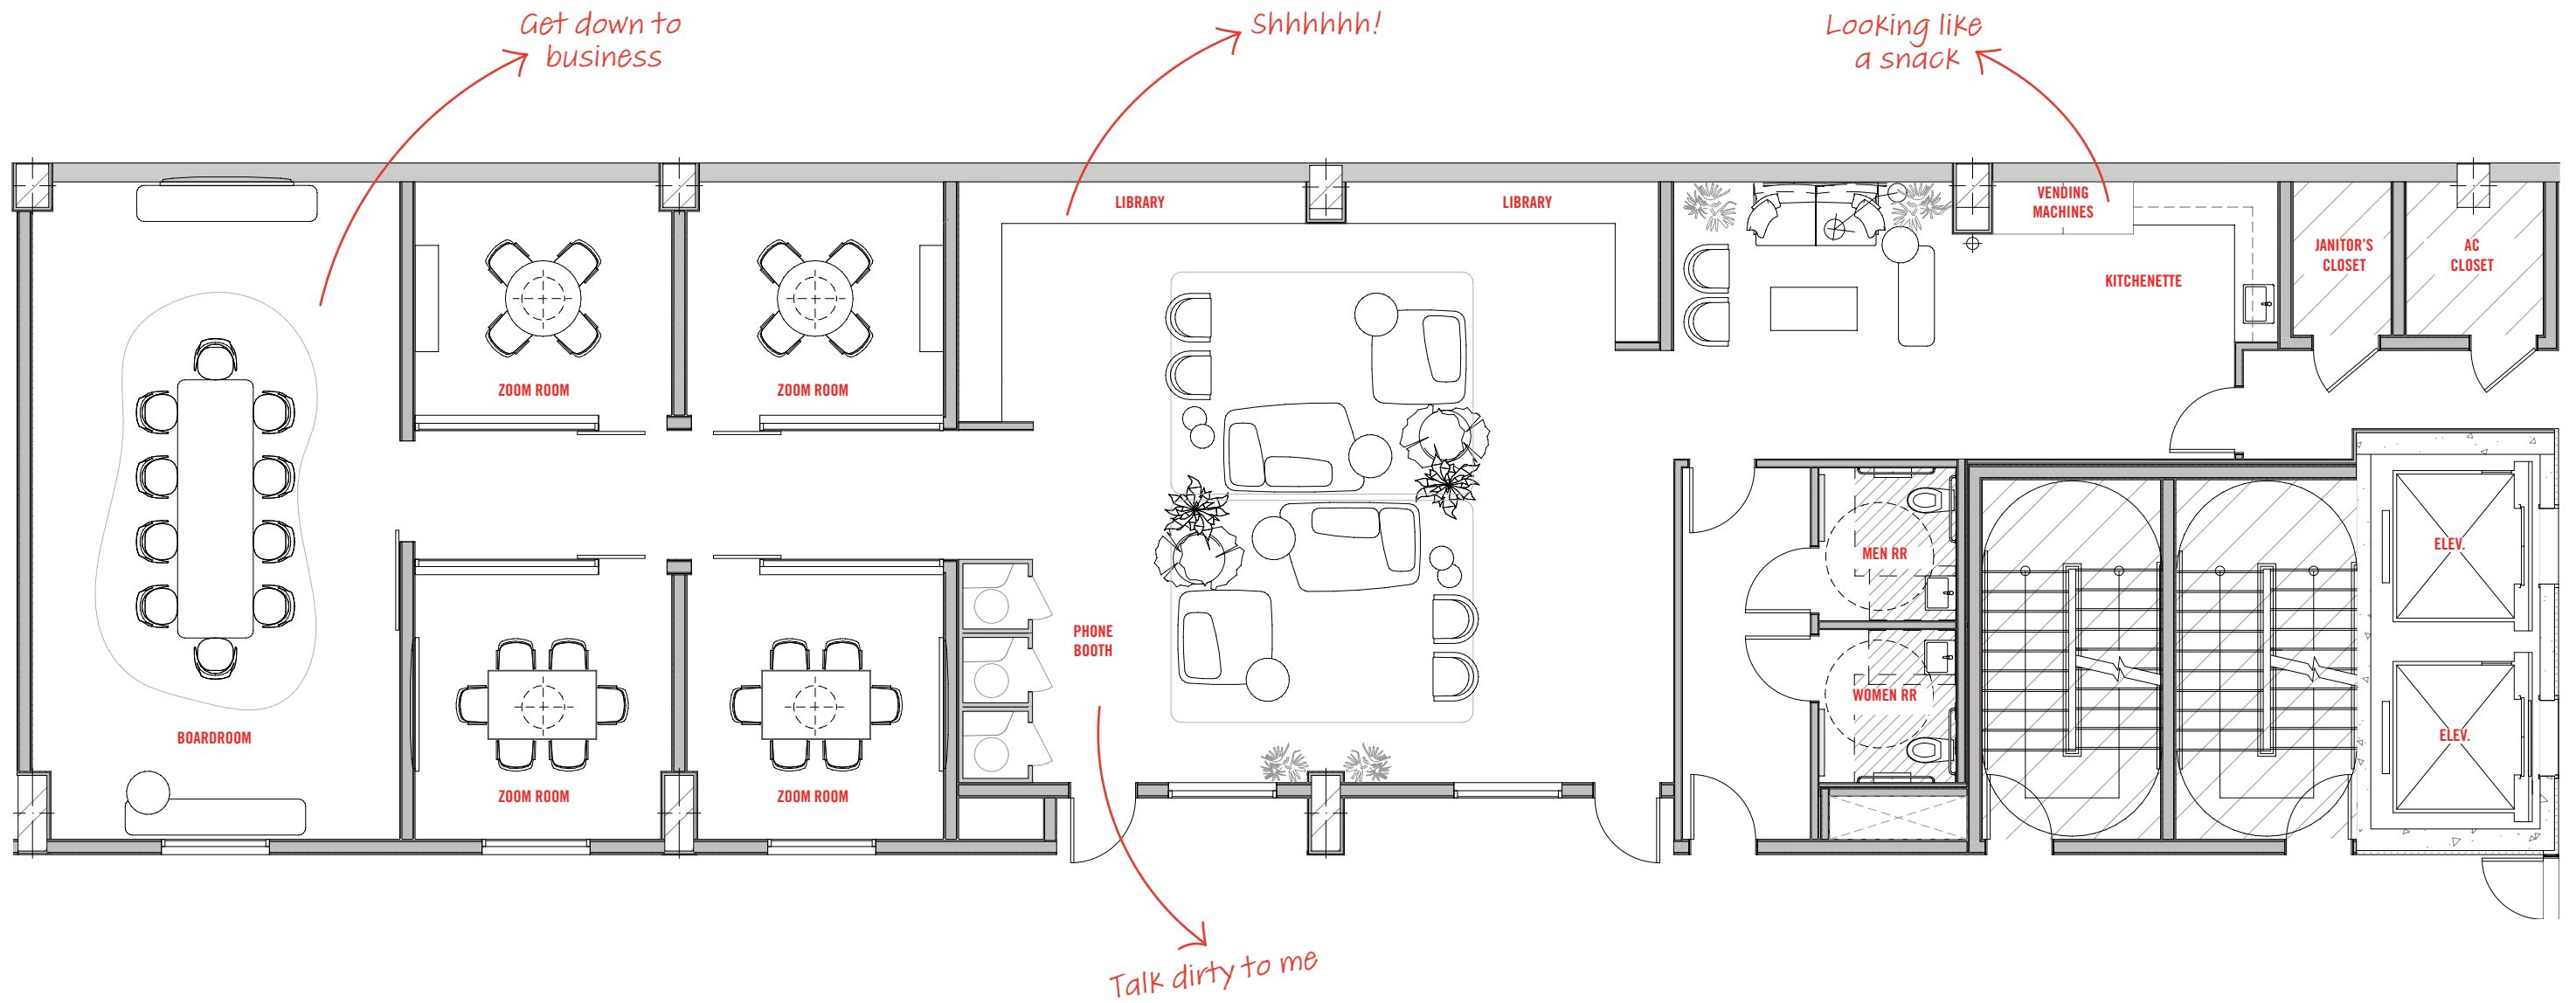 Get down to
business
Shhhhhh!
Looking like
a snack
LIBRARY
LIBRARY
VENDING
MACHINES
JANITOR'S
CLOSET
AC
CLOSET
KITCHENETTE
ZOOM ROOM
ZOOM ROOM
MEN RR
ELEV.
PHONE
BOOTH
WOMEN RR
BOARDROOM
ELEV.
ZOOM ROOM
ZOOM ROOM
Talk dirty to me